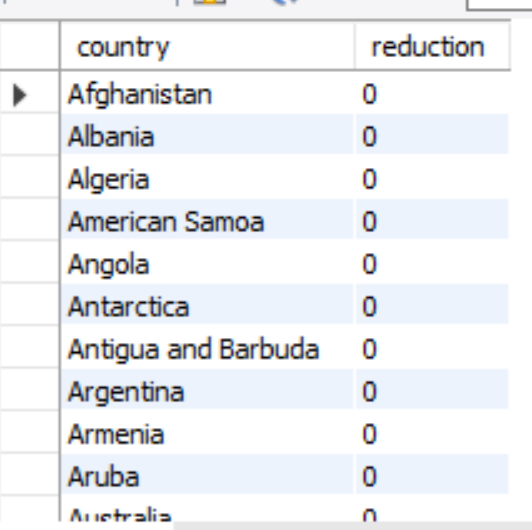 country reduction
Afghanistan 0
Albania 0
Algeria 0
American Samoa 0
Angola 0
Antarctica 0
Antigua and Barbuda 0
Argentina 0
Armenia 0
Aruba 0
Australia 0